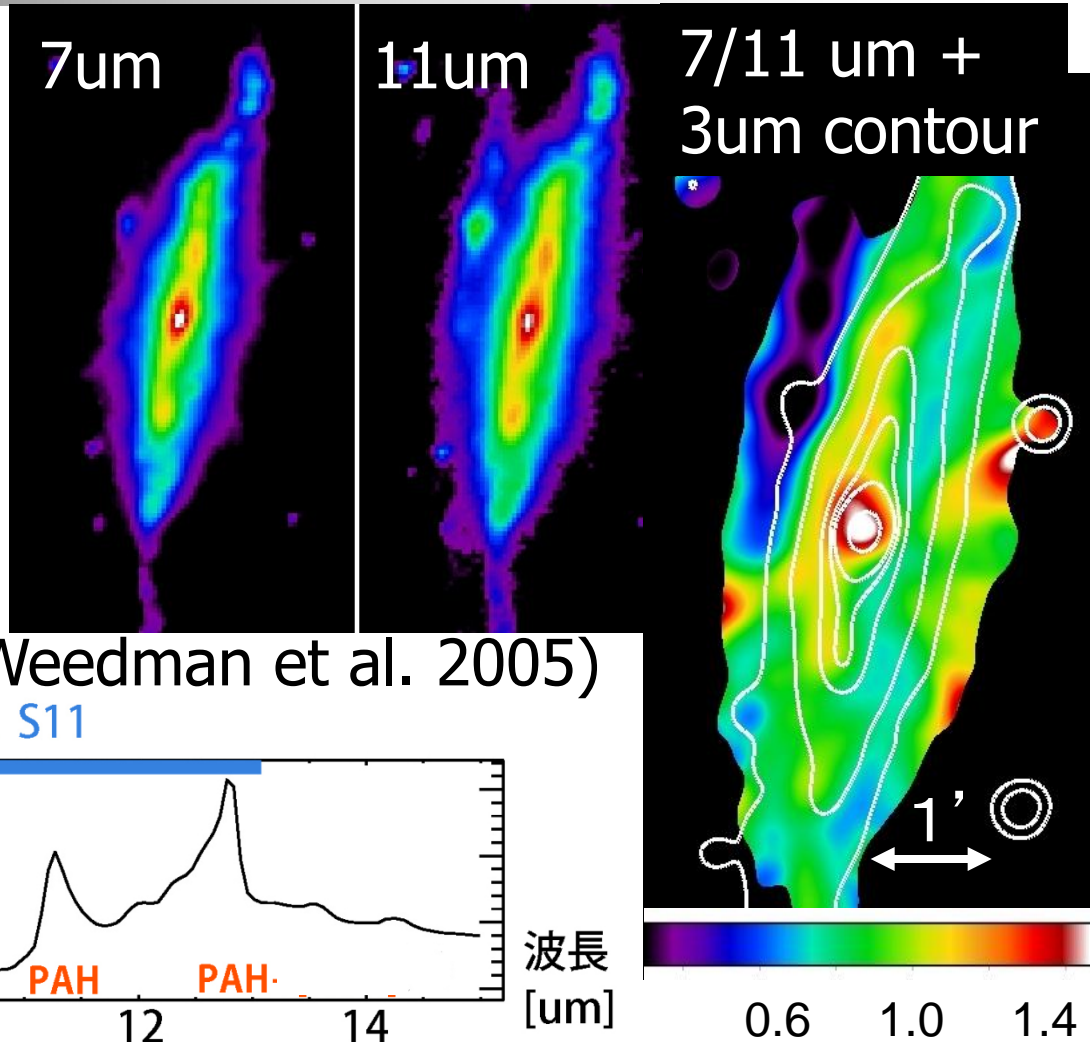 7um
11um
7/11 um +
3um contour
Weedman et al. 2005)
S11
PAH
PAH
12
14
波長
[um]
1’
0.6
1.0
1.4